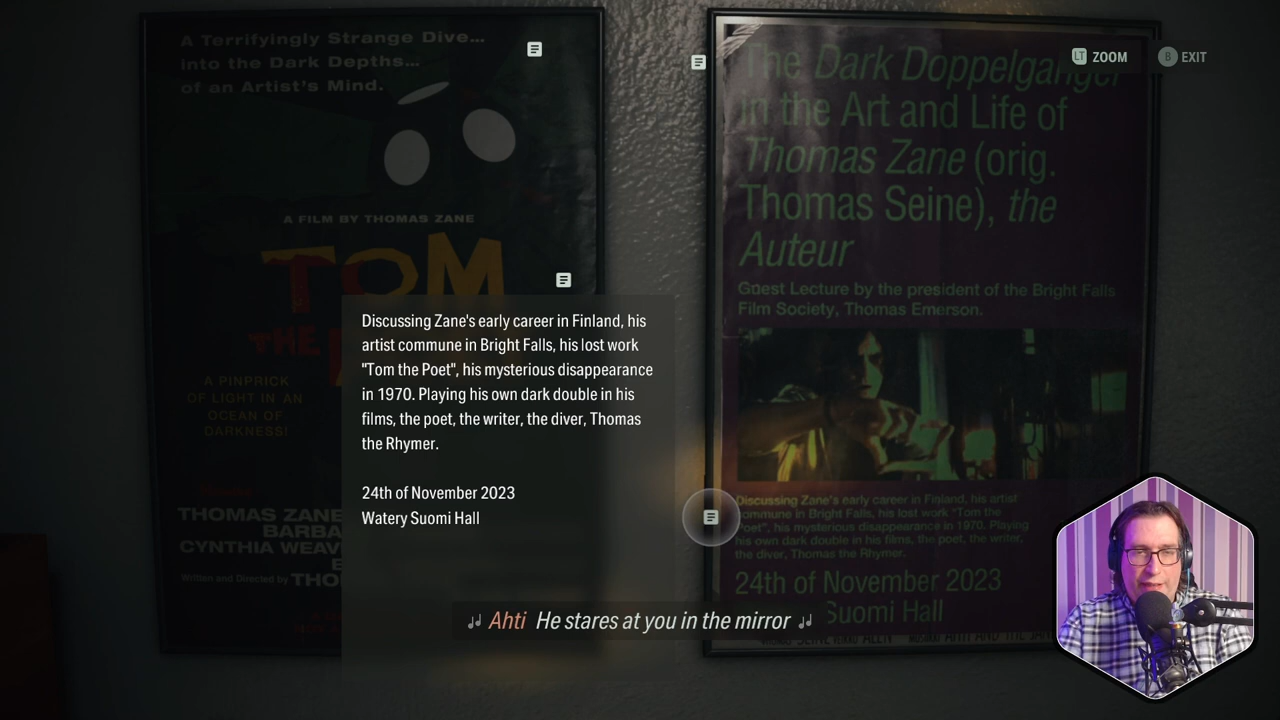 A Terrifyingly Strange Dive...
into the Dark Depths...
of an Artist's Mind.
A FILM BY THOMAS ZANE
TOM
THE
A PINPRICK
OF LIGHT IN AN
OCEAN OF
DARKNESS!
THOMAS ZANE
BARBA
CYNTHIA WEAV
Written and Directed by THO
Discussing Zane's early career in Finland, his
artist commune in Bright Falls, his lost work
"Tom the Poet", his mysterious disappearance
in 1970. Playing his own dark double in his
films, the poet, the writer, the diver, Thomas
the Rhymer.
24th of November 2023
Watery Suomi Hall
LT ZOOM
B EXIT
The Dark Doppelganger
in the Art and Life of
Thomas Zane (orig.
Thomas Seine), the
Auteur
Guest Lecture by the president of the Bright Falls
Film Society, Thomas Emerson.
Discussing Zane's early career in Finland, his artist
commune in Bright Falls, his lost work "Tom the
Poet", his mysterious disappearance in 1970. Playing
his own dark double in his films, the poet, the writer,
the diver, Thomas the Rhymer.
24th of November 2023
Suomi Hall
Ahti He stares at you in the mirror